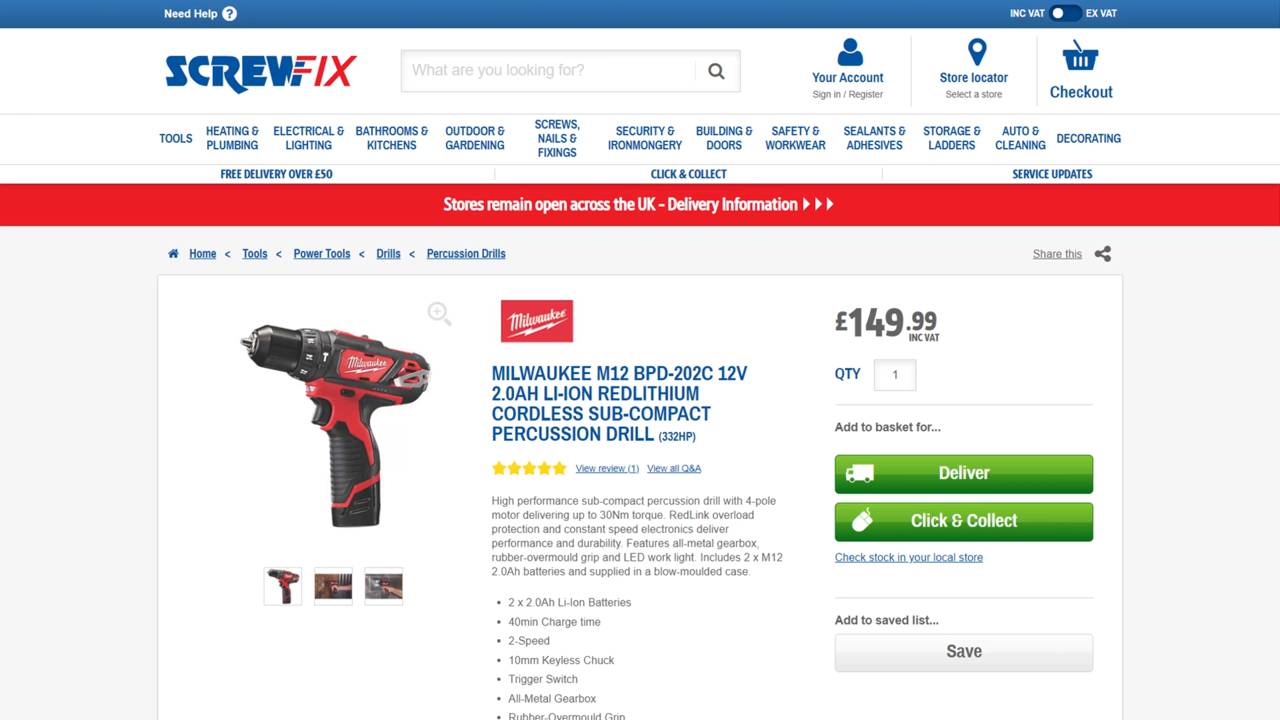 Need Help ?
INC VAT EX VAT
SCREWFIX
What are you looking for?
Your Account
Sign in / Register
Store locator
Select a store
Checkout
TOOLS
HEATING &
PLUMBING
ELECTRICAL &
LIGHTING
BATHROOMS &
KITCHENS
OUTDOOR &
GARDENING
SCREWS,
NAILS &
FIXINGS
SECURITY &
IRONMONGERY
BUILDING &
DOORS
SAFETY &
WORKWEAR
SEALANTS &
ADHESIVES
STORAGE &
LADDERS
AUTO &
CLEANING
DECORATING
FREE DELIVERY OVER £50
CLICK & COLLECT
SERVICE UPDATES
Stores remain open across the UK - Delivery Information
Home < Tools < Power Tools < Drills < Percussion Drills
Share this
Milwaukee
Milwaukee
MILWAUKEE M12 BPD-202C 12V
2.0AH LI-ION REDLITHIUM
CORDLESS SUB-COMPACT
PERCUSSION DRILL (332HP)
View review (1) View all Q&A
High performance sub-compact percussion drill with 4-pole
motor delivering up to 30Nm torque. RedLink overload
protection and constant speed electronics deliver
performance and durability. Features all-metal gearbox,
rubber-overmould grip and LED work light. Includes 2 x M12
2.0Ah batteries and supplied in a blow-moulded case.
• 2 x 2.0Ah Li-Ion Batteries
• 40min Charge time
• 2-Speed
• 10mm Keyless Chuck
• Trigger Switch
• All-Metal Gearbox
• Rubber-Overmould Grip
£149.99
INC VAT
QTY 1
Add to basket for...
Deliver
Click & Collect
Check stock in your local store
Add to saved list...
Save